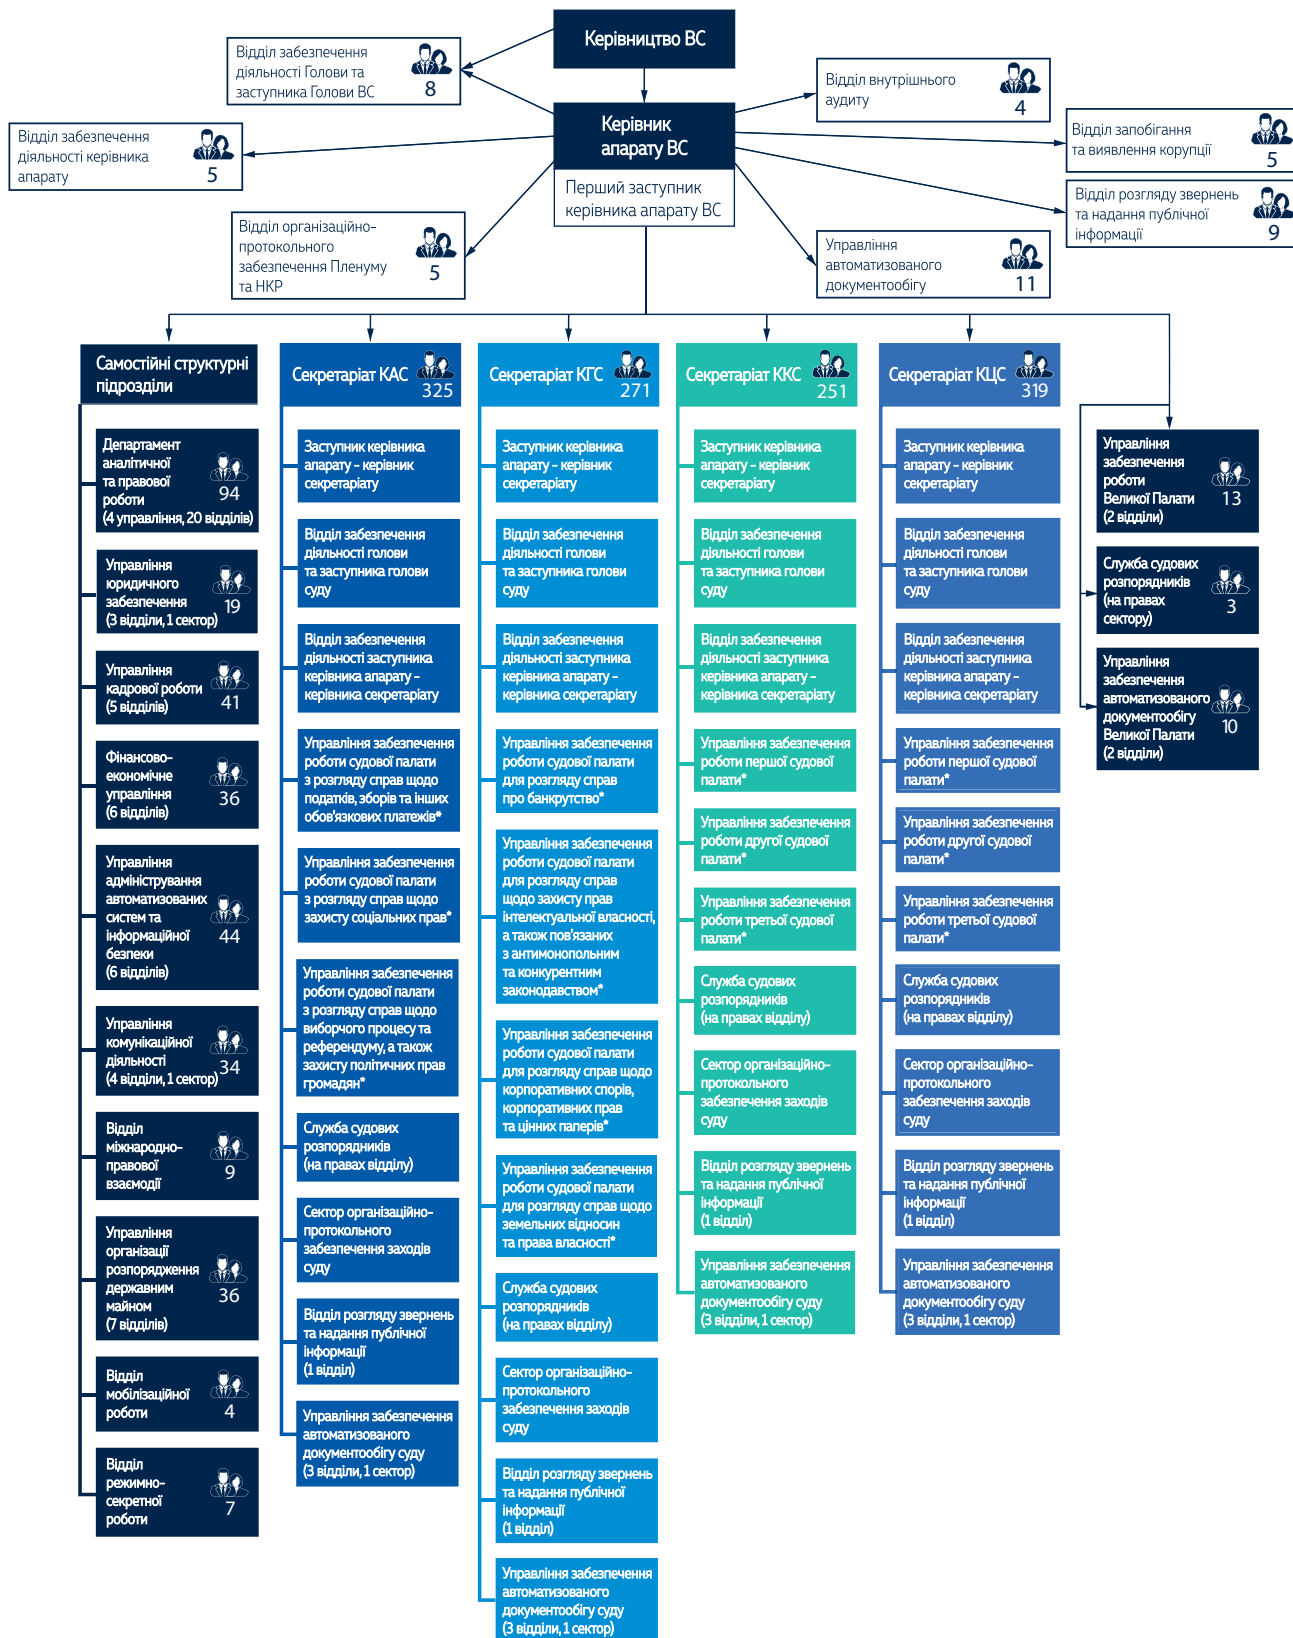 Керівництво ВС
Відділ забезпечення
діяльності Голови та
заступника Голови ВС
8
Відділ внутрішнього
аудиту
4
Керівник
апарату ВС
Перший заступник
керівника апарату ВС
Відділ забезпечення
діяльності керівника
апарату
5
Відділ запобігання
та виявлення корупції
5
Відділ розгляду звернень
та надання публічної
інформації
9
Відділ організаційно-
протокольного
забезпечення Пленуму
та НКР
5
Управління
автоматизованого
документообігу
11
Самостійні структурні
підрозділи
Департамент
аналітичної
та правової
роботи
(4 управління, 20 відділів)
94
Управління
юридичного
забезпечення
(3 відділи, 1 сектор)
19
Управління
кадрової роботи
(5 відділів)
41
Фінансово-
економічне
управління
(6 відділів)
36
Управління
адміністрування
автоматизованих
систем та
інформаційної
безпеки
(6 відділів)
44
Управління
комунікаційної
діяльності
(4 відділи, 1 сектор)
34
Відділ
міжнародно-
правової
взаємодії
9
Управління
організації
розпорядження
державним
майном
(7 відділів)
36
Відділ
мобілізаційної
роботи
4
Відділ
режимно-
секретної
роботи
7
Секретаріат КАС
325
Заступник керівника
апарату – керівник
секретаріату
Відділ забезпечення
діяльності голови
та заступника голови
суду
Відділ забезпечення
діяльності заступника
керівника апарату –
керівника секретаріату
Управління забезпечення
роботи судової палати
з розгляду справ щодо
податків, зборів та інших
обов'язкових платежів*
Управління забезпечення
роботи судової палати
з розгляду справ щодо
захисту соціальних прав*
Управління забезпечення
роботи судової палати
з розгляду справ щодо
виборчого процесу та
референдуму, а також
захисту політичних прав
громадян*
Служба судових
розпорядників
(на правах відділу)
Сектор організаційно-
протокольного
забезпечення заходів
суду
Відділ розгляду звернень
та надання публічної
інформації
(1 відділ)
Управління забезпечення
автоматизованого
документообігу суду
(3 відділи, 1 сектор)
Секретаріат КГС
271
Заступник керівника
апарату – керівник
секретаріату
Відділ забезпечення
діяльності голови
та заступника голови
суду
Відділ забезпечення
діяльності заступника
керівника апарату –
керівника секретаріату
Управління забезпечення
роботи судової палати
для розгляду справ
про банкрутство*
Управління забезпечення
роботи судової палати
для розгляду справ
щодо захисту прав
інтелектуальної власності,
а також пов'язаних
з антимонопольним
та конкурентним
законодавством*
Управління забезпечення
роботи судової палати
для розгляду справ щодо
корпоративних спорів,
корпоративних прав
та цінних паперів*
Управління забезпечення
роботи судової палати
для розгляду справ щодо
земельних відносин
та права власності*
Служба судових
розпорядників
(на правах відділу)
Сектор організаційно-
протокольного
забезпечення заходів
суду
Відділ розгляду звернень
та надання публічної
інформації
(1 відділ)
Управління забезпечення
автоматизованого
документообігу суду
(3 відділи, 1 сектор)
Секретаріат ККС
251
Заступник керівника
апарату – керівник
секретаріату
Відділ забезпечення
діяльності голови
та заступника голови
суду
Відділ забезпечення
діяльності заступника
керівника апарату –
керівника секретаріату
Управління забезпечення
роботи першої судової
палати*
Управління забезпечення
роботи другої судової
палати*
Управління забезпечення
роботи третьої судової
палати*
Служба судових
розпорядників
(на правах відділу)
Сектор організаційно-
протокольного
забезпечення заходів
суду
Відділ розгляду звернень
та надання публічної
інформації
(1 відділ)
Управління забезпечення
автоматизованого
документообігу суду
(3 відділи, 1 сектор)
Секретаріат КЦС
319
Заступник керівника
апарату – керівник
секретаріату
Відділ забезпечення
діяльності голови
та заступника голови
суду
Відділ забезпечення
діяльності заступника
керівника апарату –
керівника секретаріату
Управління забезпечення
роботи першої судової
палати*
Управління забезпечення
роботи другої судової
палати*
Управління забезпечення
роботи третьої судової
палати*
Служба судових
розпорядників
(на правах відділу)
Сектор організаційно-
протокольного
забезпечення заходів
суду
Відділ розгляду звернень
та надання публічної
інформації
(1 відділ)
Управління забезпечення
автоматизованого
документообігу суду
(3 відділи, 1 сектор)
Управління
забезпечення
роботи
Великої Палати
(2 відділи)
13
Служба судових
розпорядників
(на правах
сектору)
3
Управління
забезпечення
автоматизованого
документообігу
Великої Палати
(2 відділи)
10